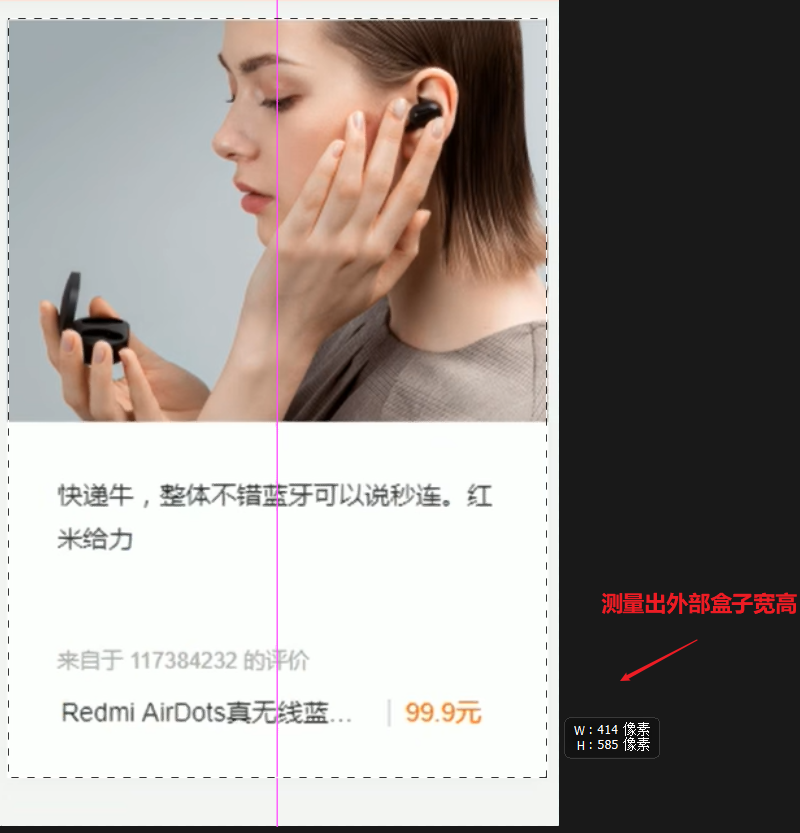 快递牛，整体不错蓝牙可以说秒连。红
米给力
测量出外部盒子宽高
来自于 117384232 的评价
Redmi AirDots真无线蓝... 99.9元
W : 414 像素
H : 585 像素